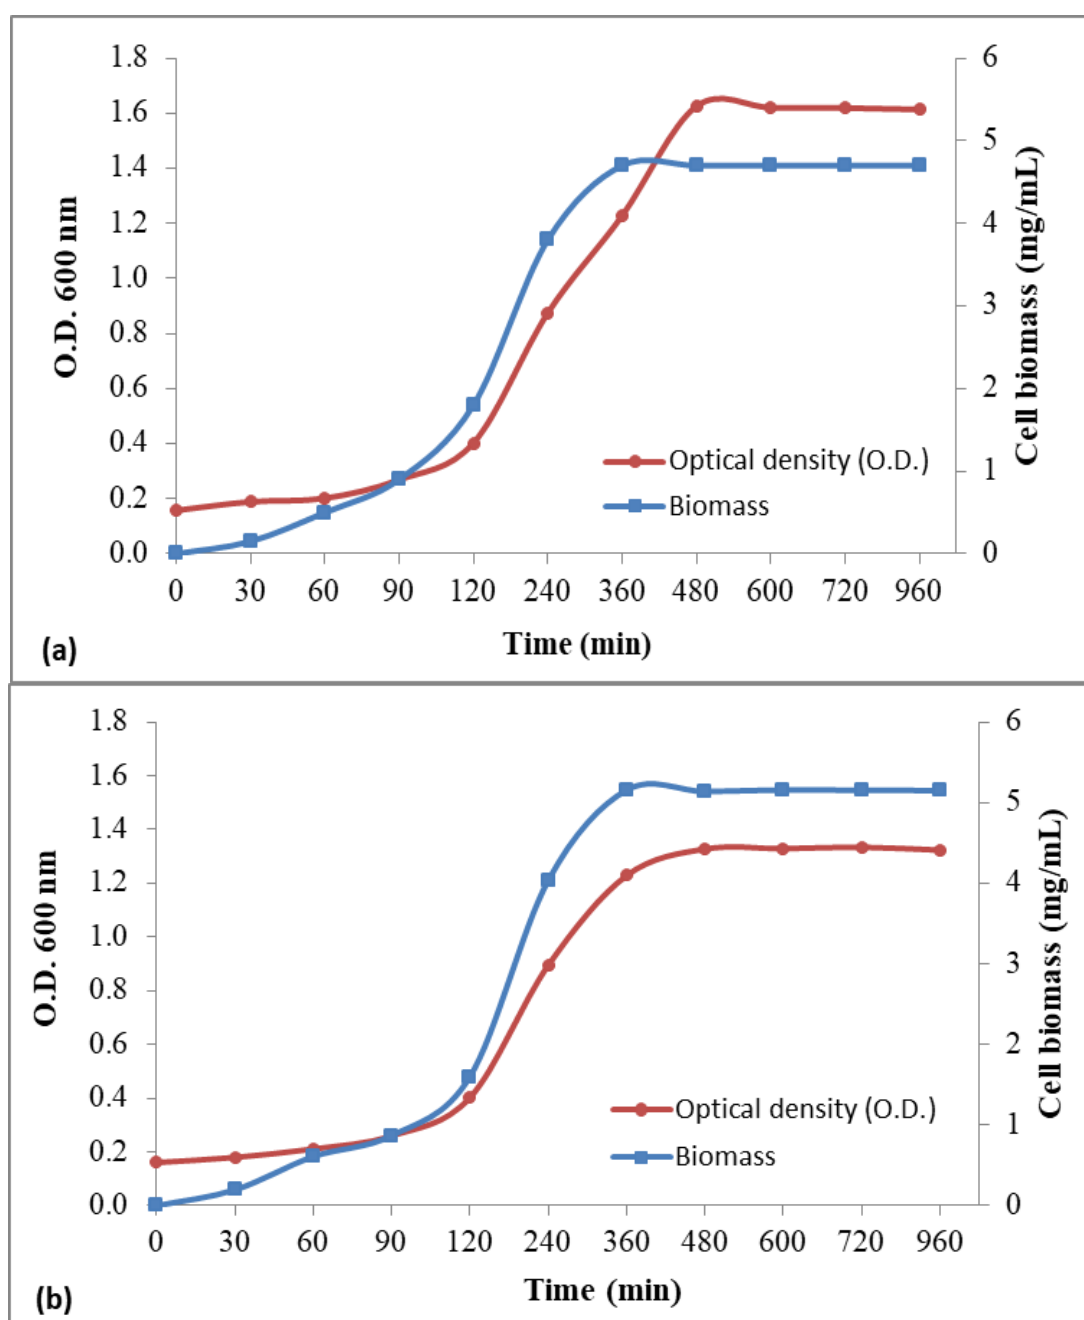 1.8
1.6
1.4
1.2
1.0
0.8
0.6
0.4
0.2
0.0
O.D. 600 nm
6
5
4
3
2
1
0
Cell biomass (mg/mL)
Optical density (O.D.)
Biomass
0 30 60 90 120 240 360 480 600 720 960
Time (min)
(a)
1.8
1.6
1.4
1.2
1.0
0.8
0.6
0.4
0.2
0.0
O.D. 600 nm
6
5
4
3
2
1
0
Cell biomass (mg/mL)
Optical density (O.D.)
Biomass
0 30 60 90 120 240 360 480 600 720 960
Time (min)
(b)